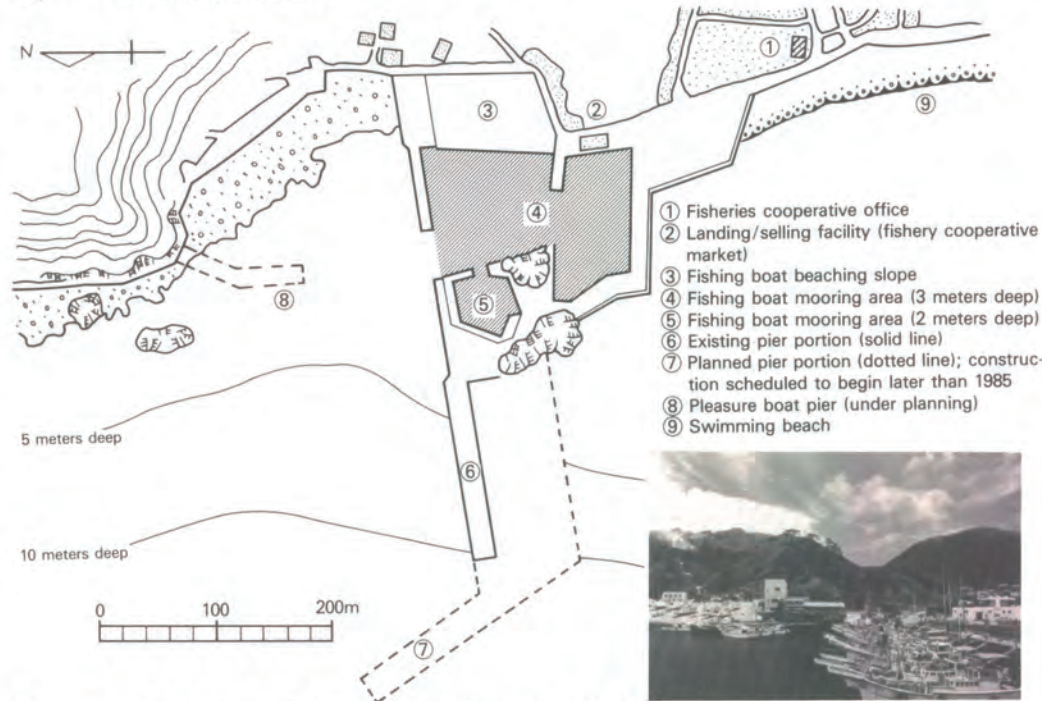 N
①
②
③
④
⑤
⑥
⑦
⑧
⑨
① Fisheries cooperative office
② Landing/selling facility (fishery cooperative
market)
③ Fishing boat beaching slope
④ Fishing boat mooring area (3 meters deep)
⑤ Fishing boat mooring area (2 meters deep)
⑥ Existing pier portion (solid line)
⑦ Planned pier portion (dotted line); construc-
tion scheduled to begin later than 1985
⑧ Pleasure boat pier (under planning)
⑨ Swimming beach
5 meters deep
10 meters deep
0 100 200m